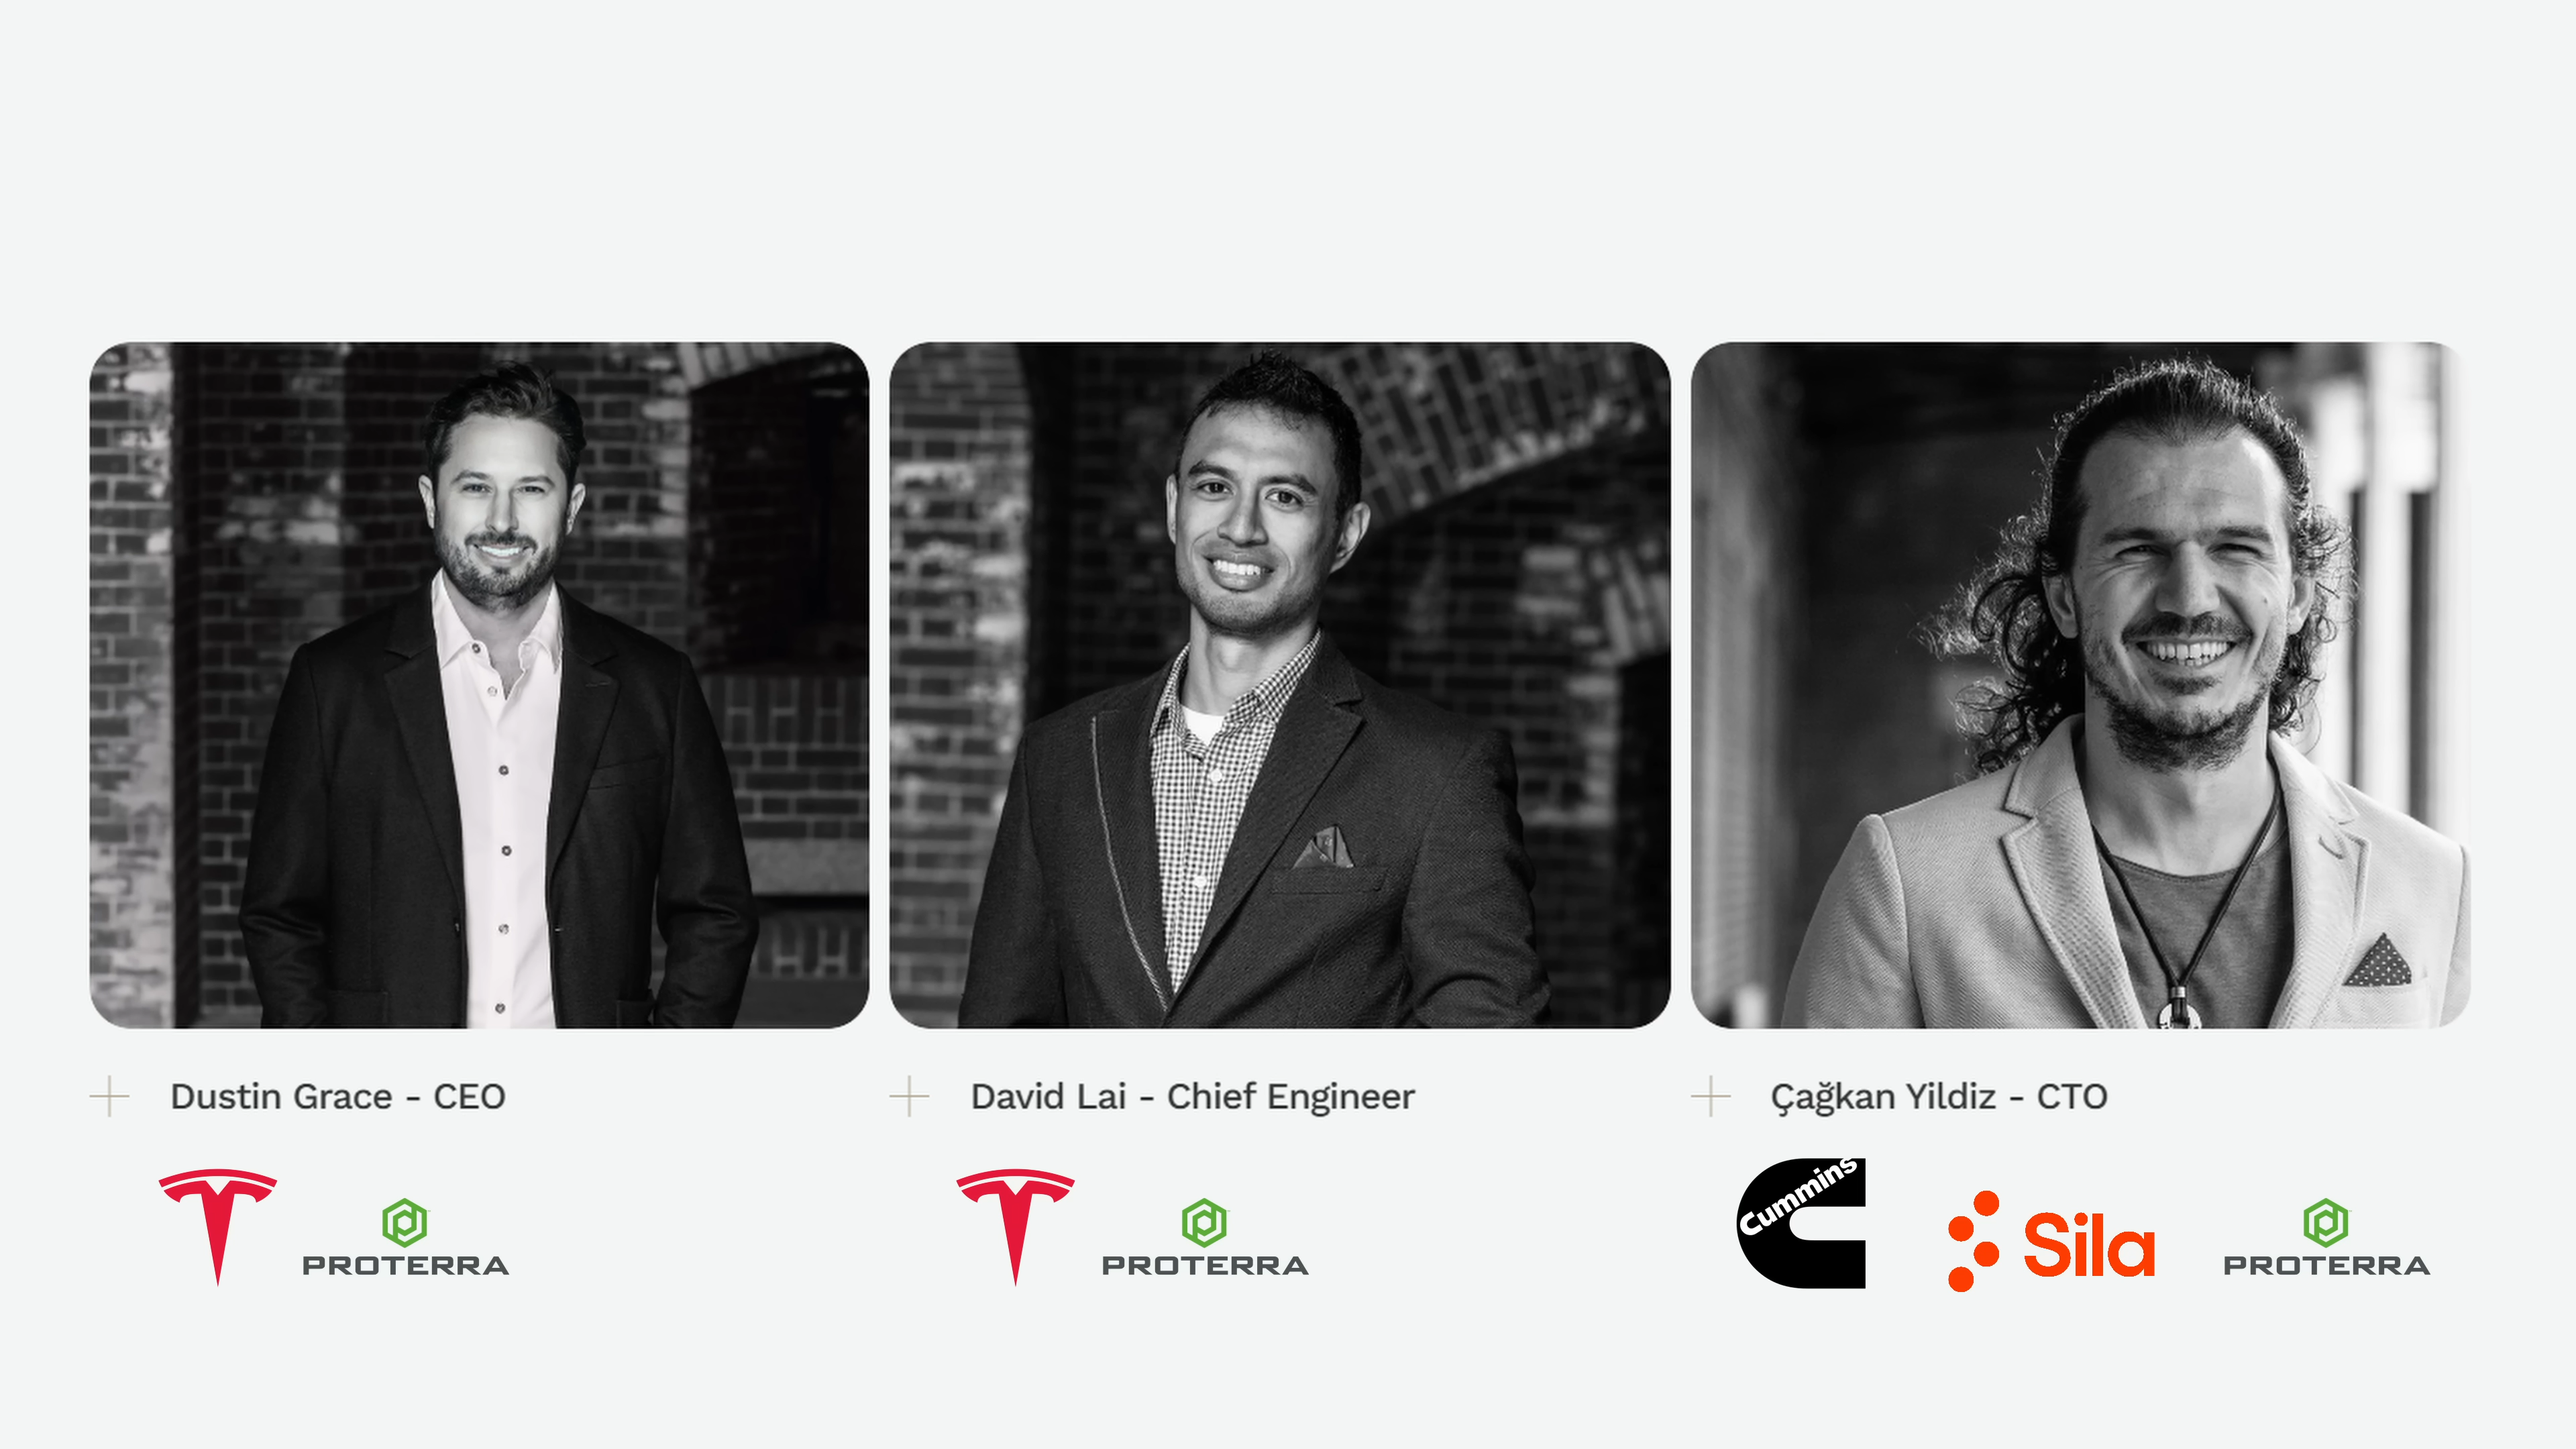 Dustin Grace - CEO
David Lai - Chief Engineer
Çağkan Yildiz - CTO
PROTERRA
PROTERRA
Cummins
Sila
PROTERRA